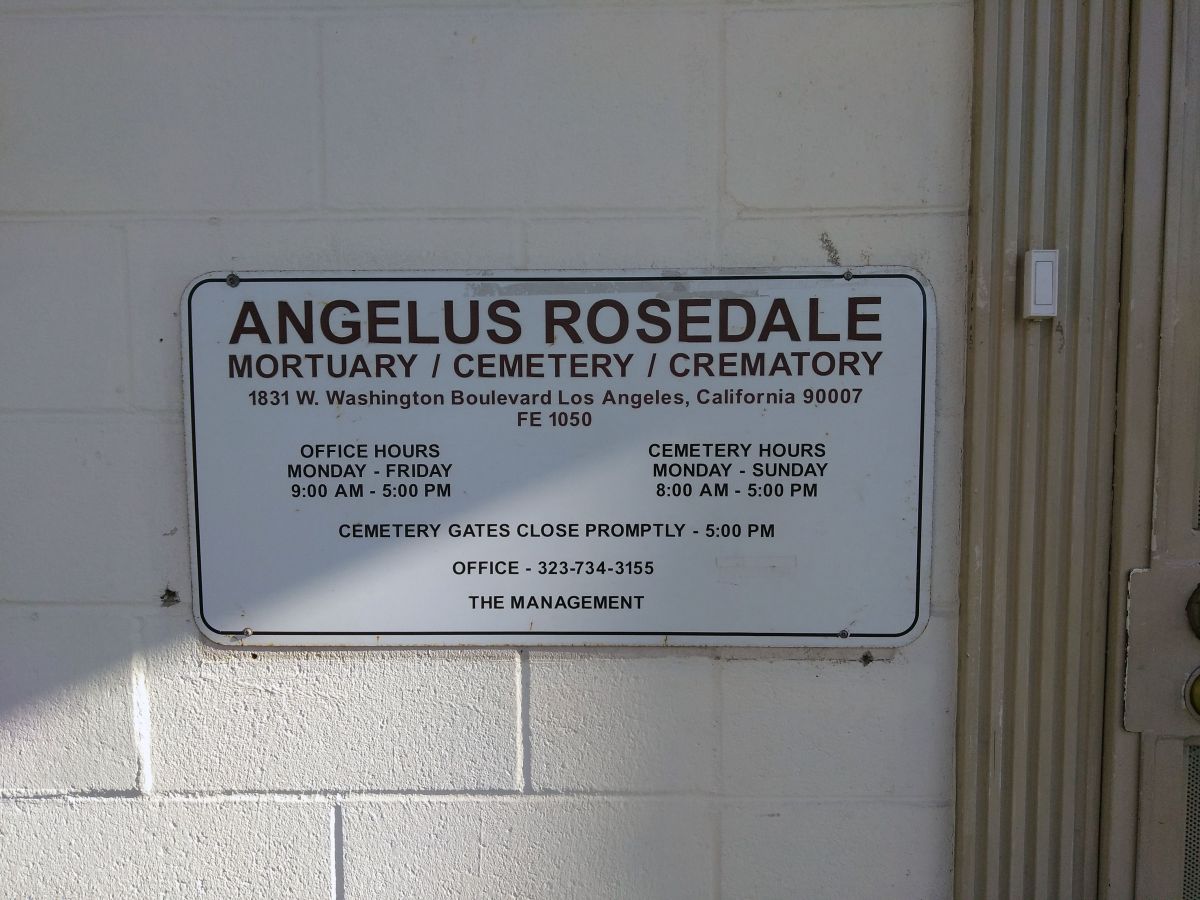 ANGELUS ROSEDALE
MORTUARY / CEMETERY / CREMATORY
1831 W. Washington Boulevard Los Angeles, California 90007
FE 1050
OFFICE HOURS
MONDAY - FRIDAY
9:00 AM - 5:00 PM
CEMETERY HOURS
MONDAY - SUNDAY
8:00 AM - 5:00 PM
CEMETERY GATES CLOSE PROMPTLY - 5:00 PM
OFFICE - 323-734-3155
THE MANAGEMENT